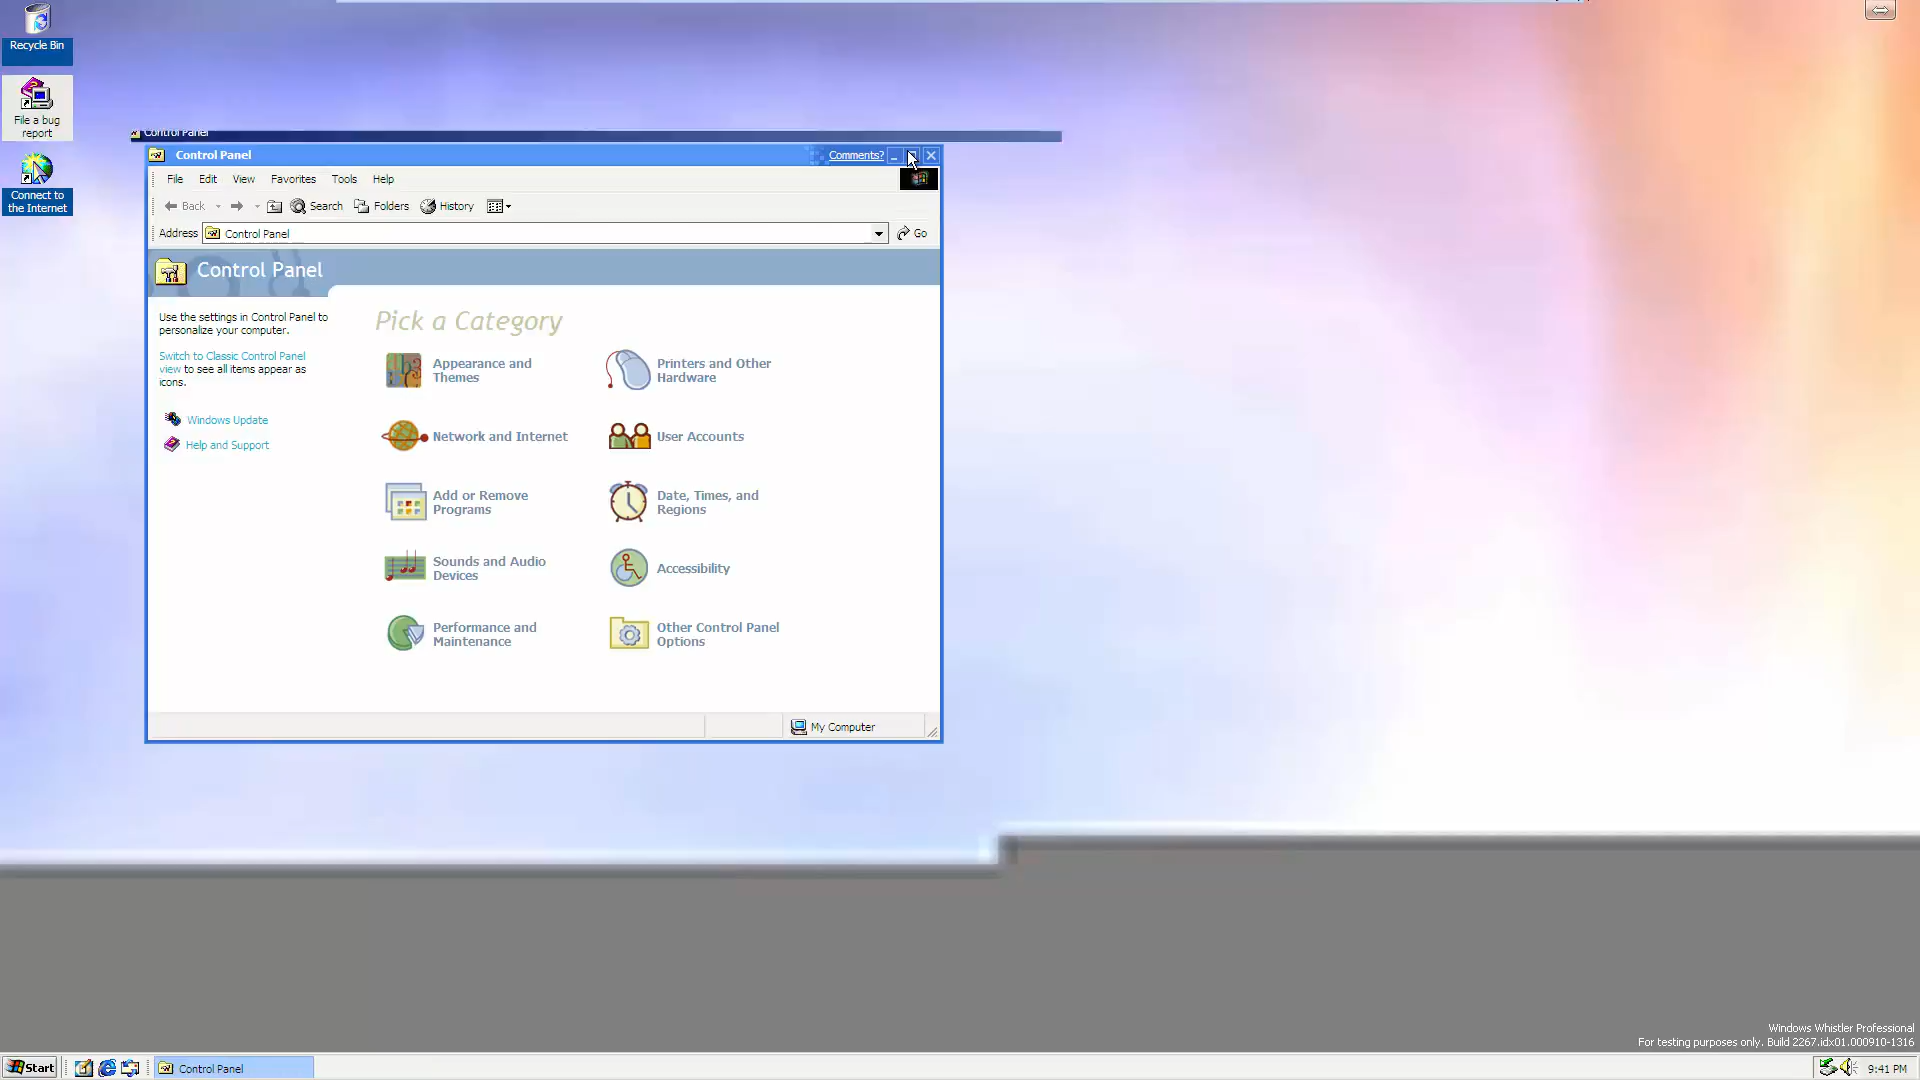 Recycle Bin
File a bug
report
Connect to
the Internet
Control Panel
Control Panel
Comments?
File Edit View Favorites Tools Help
Back Search Folders History
Address Control Panel Go
Control Panel
Use the settings in Control Panel to
personalize your computer.
Switch to Classic Control Panel
view to see all items appear as
icons.
Windows Update
Help and Support
Pick a Category
Appearance and
Themes
Printers and Other
Hardware
Network and Internet
User Accounts
Add or Remove
Programs
Date, Times, and
Regions
Sounds and Audio
Devices
Accessibility
Performance and
Maintenance
Other Control Panel
Options
My Computer
Windows Whistler Professional
For testing purposes only. Build 2267.idx01.000910-1316
Start
Control Panel
9:41 PM